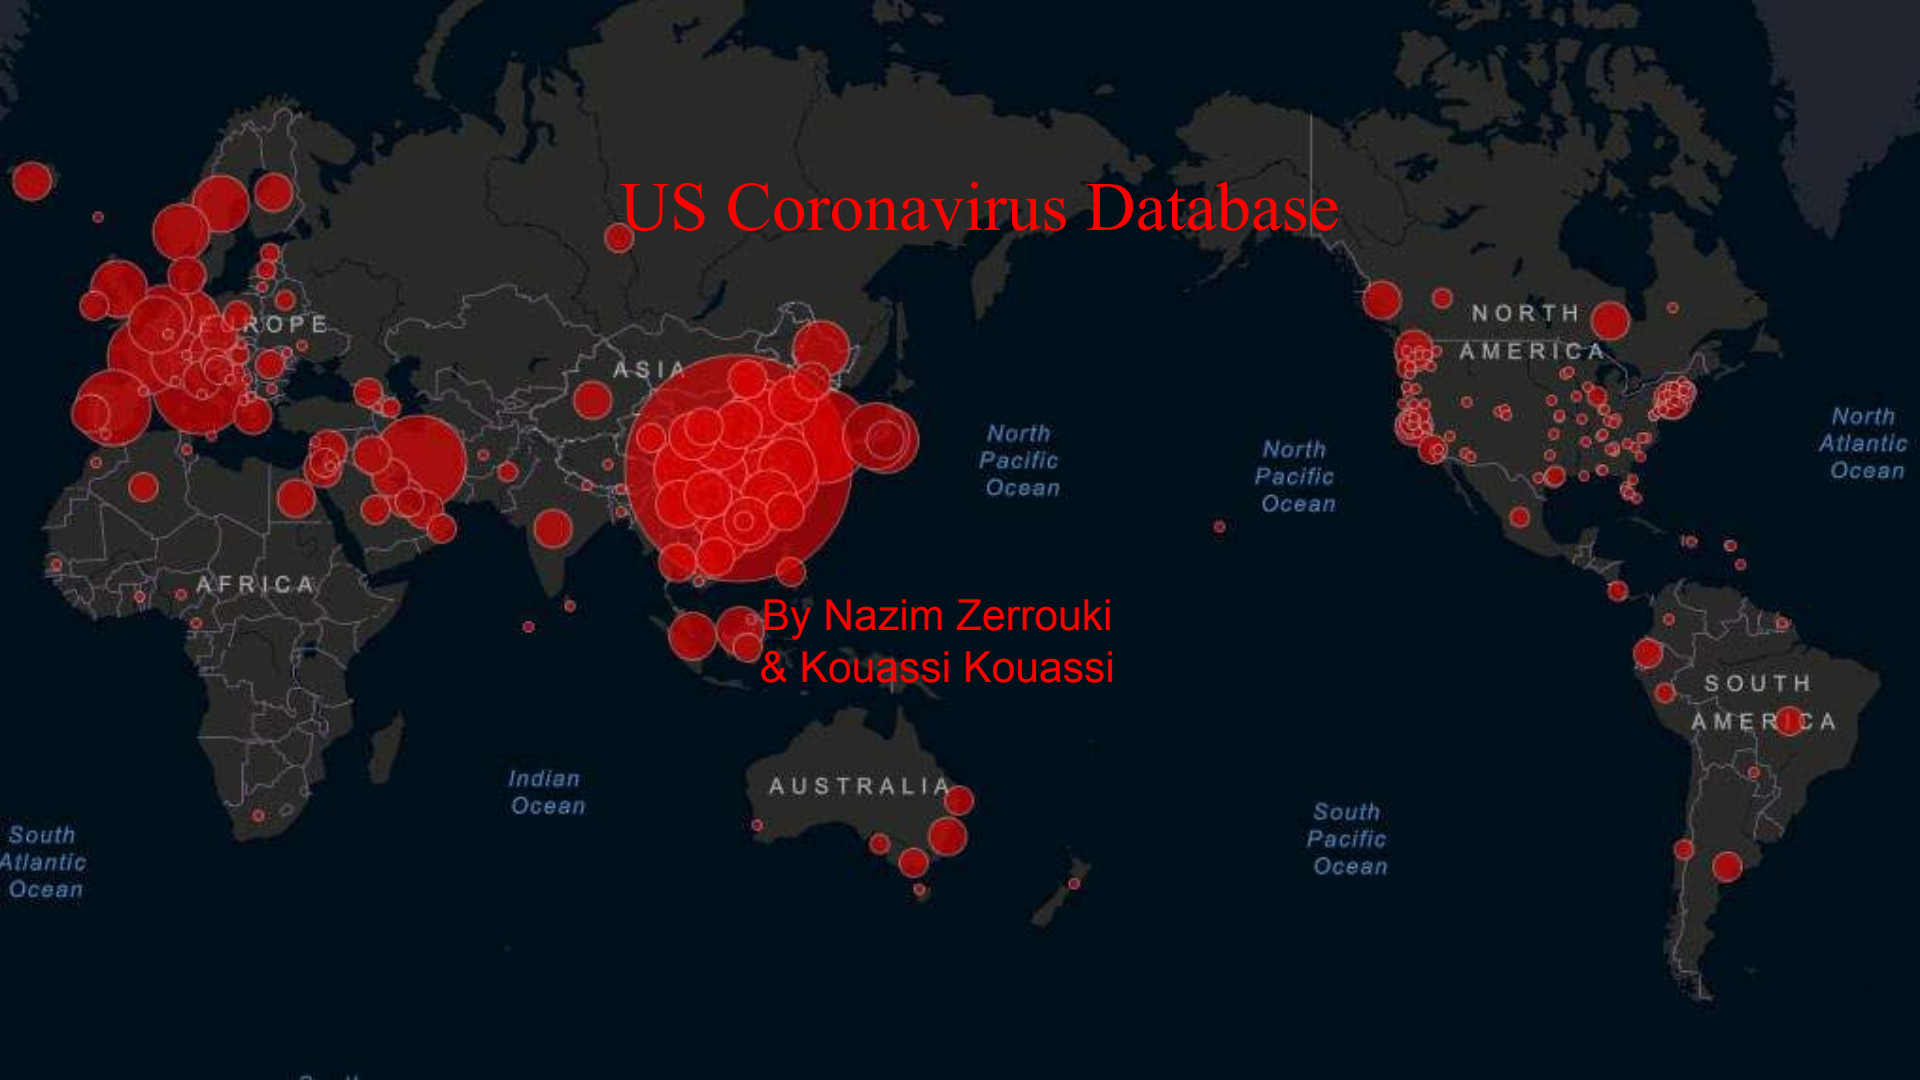 US Coronavirus Database
EUROPE
ASIA
NORTH
AMERICA
North
Pacific
Ocean
North
Pacific
Ocean
North
Atlantic
Ocean
AFRICA
By Nazim Zerrouki
& Kouassi Kouassi
SOUTH
AMERICA
Indian
Ocean
AUSTRALIA
South
Pacific
Ocean
South
Atlantic
Ocean